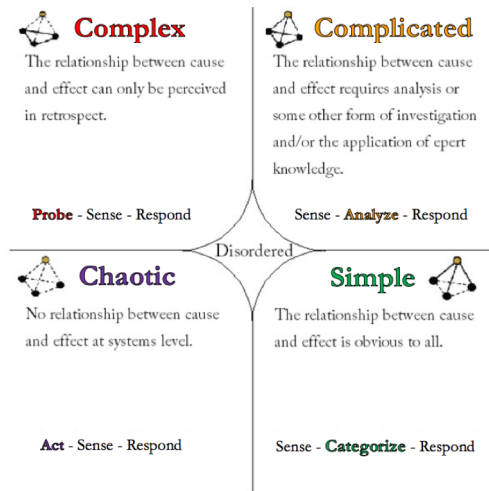 Complex
The relationship between cause
and effect can only be perceived
in retrospect.
Probe - Sense - Respond
Complicated
The relationship between cause
and effect requires analysis or
some other form of investigation
and/or the application of epert
knowledge.
Sense - Analyze - Respond
Disordered
Chaotic
No relationship between cause
and effect at systems level.
Act - Sense - Respond
Simple
The relationship between cause
and effect is obvious to all.
Sense - Categorize - Respond